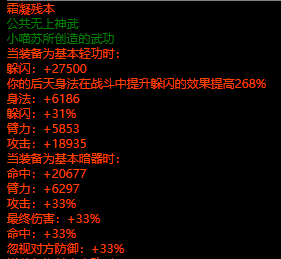 霜凝残本
公共无上神武
小喵苏所创造的武功
当装备为基本轻功时:
躲闪: +27500
你的后天身法在战斗中提升躲闪的效果提高268%
身法: +6186
躲闪: +31%
臂力: +5853
攻击: +18935
当装备为基本暗器时:
命中: +20677
臂力: +6297
攻击: +33%
最终伤害: +33%
命中: +33%
忽视对方防御: +33%